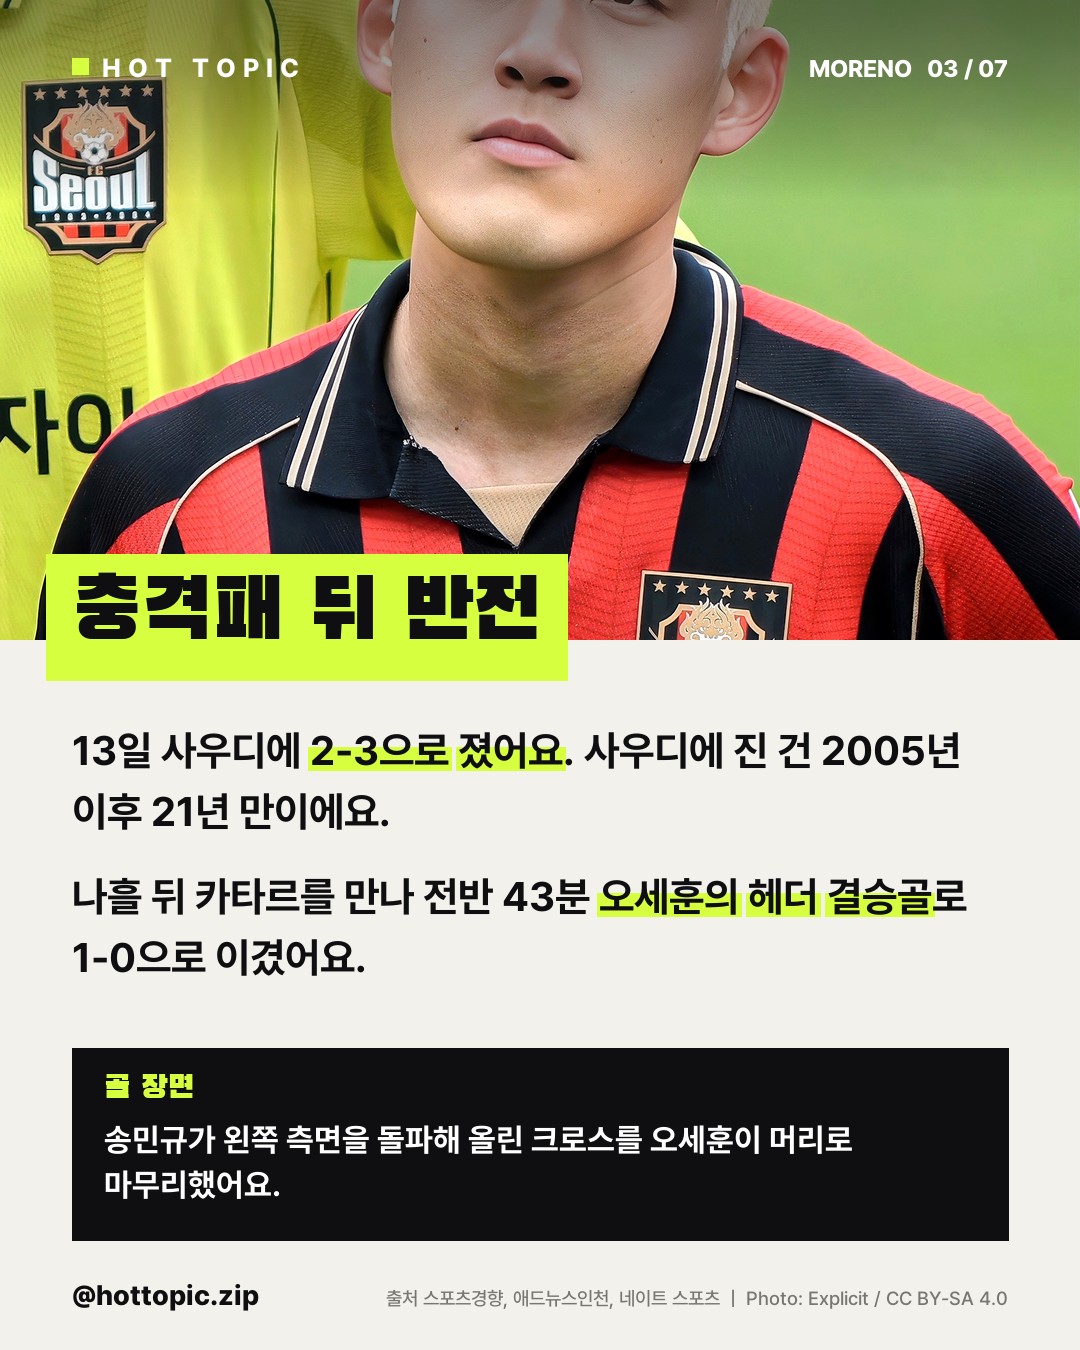 HOT TOPIC
MORENO 03 / 07
FC
Seoul
1983 * 2004
자이
충격패 뒤 반전
13일 사우디에 2-3으로 졌어요. 사우디에 진 건 2005년
이후 21년 만이에요.
나흘 뒤 카타르를 만나 전반 43분 오세훈의 헤더 결승골로
1-0으로 이겼어요.
골 장면
송민규가 왼쪽 측면을 돌파해 올린 크로스를 오세훈이 머리로
마무리했어요.
@hottopic.zip
출처 스포츠경향, 애드뉴스인천, 네이트 스포츠 | Photo: Explicit / CC BY-SA 4.0